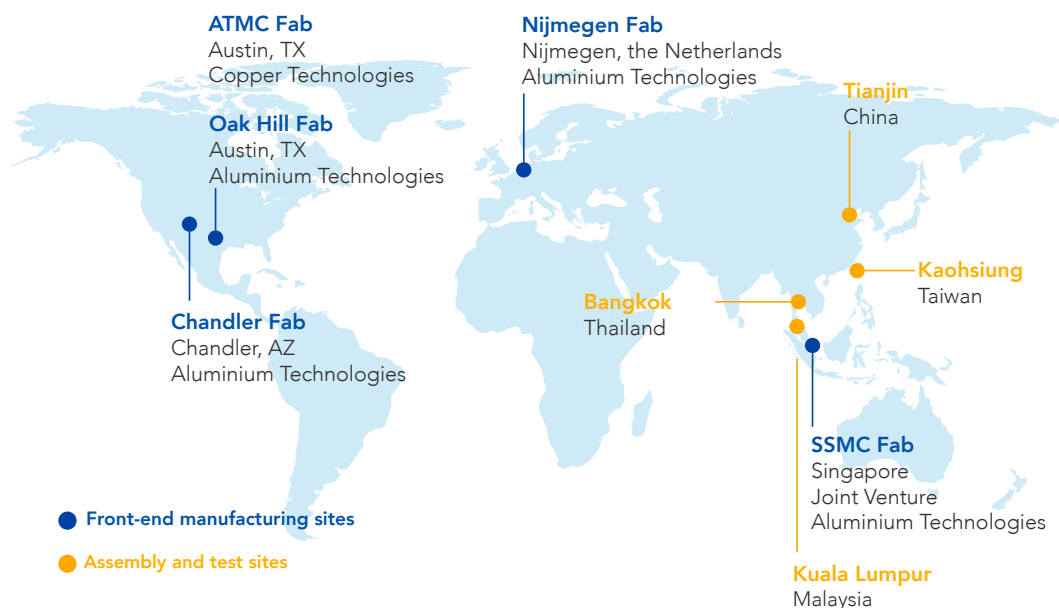 ATMC Fab
Austin, TX
Copper Technologies
Oak Hill Fab
Austin, TX
Aluminium Technologies
Nijmegen Fab
Nijmegen, the Netherlands
Aluminium Technologies
Tianjin
China
Kaohsiung
Taiwan
Bangkok
Thailand
Chandler Fab
Chandler, AZ
Aluminium Technologies
SSMC Fab
Singapore
Joint Venture
Aluminium Technologies
Front-end manufacturing sites
Assembly and test sites
Kuala Lumpur
Malaysia